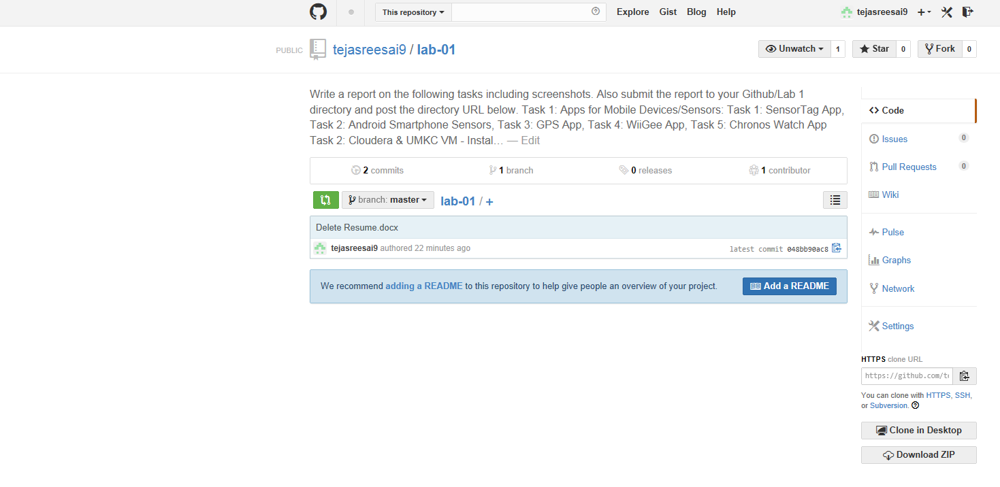 This repository
Explore Gist Blog Help
tejasreesai9
PUBLIC tejasreesai9 / lab-01
Unwatch 1 Star 0 Fork 0
Write a report on the following tasks including screenshots. Also submit the report to your Github/Lab 1
directory and post the directory URL below. Task 1: Apps for Mobile Devices/Sensors: Task 1: SensorTag App,
Task 2: Android Smartphone Sensors, Task 3: GPS App, Task 4: WiiGee App, Task 5: Chronos Watch App
Task 2: Cloudera & UMKC VM - Instal… — Edit
2 commits 1 branch 0 releases 1 contributor
branch: master lab-01 / +
Delete Resume.docx
tejasreesai9 authored 22 minutes ago latest commit 048bb90ac8
We recommend adding a README to this repository to help give people an overview of your project. Add a README
Code
Issues 0
Pull Requests 0
Wiki
Pulse
Graphs
Network
Settings
HTTPS clone URL
https://github.com/te
You can clone with HTTPS, SSH,
or Subversion.
Clone in Desktop
Download ZIP